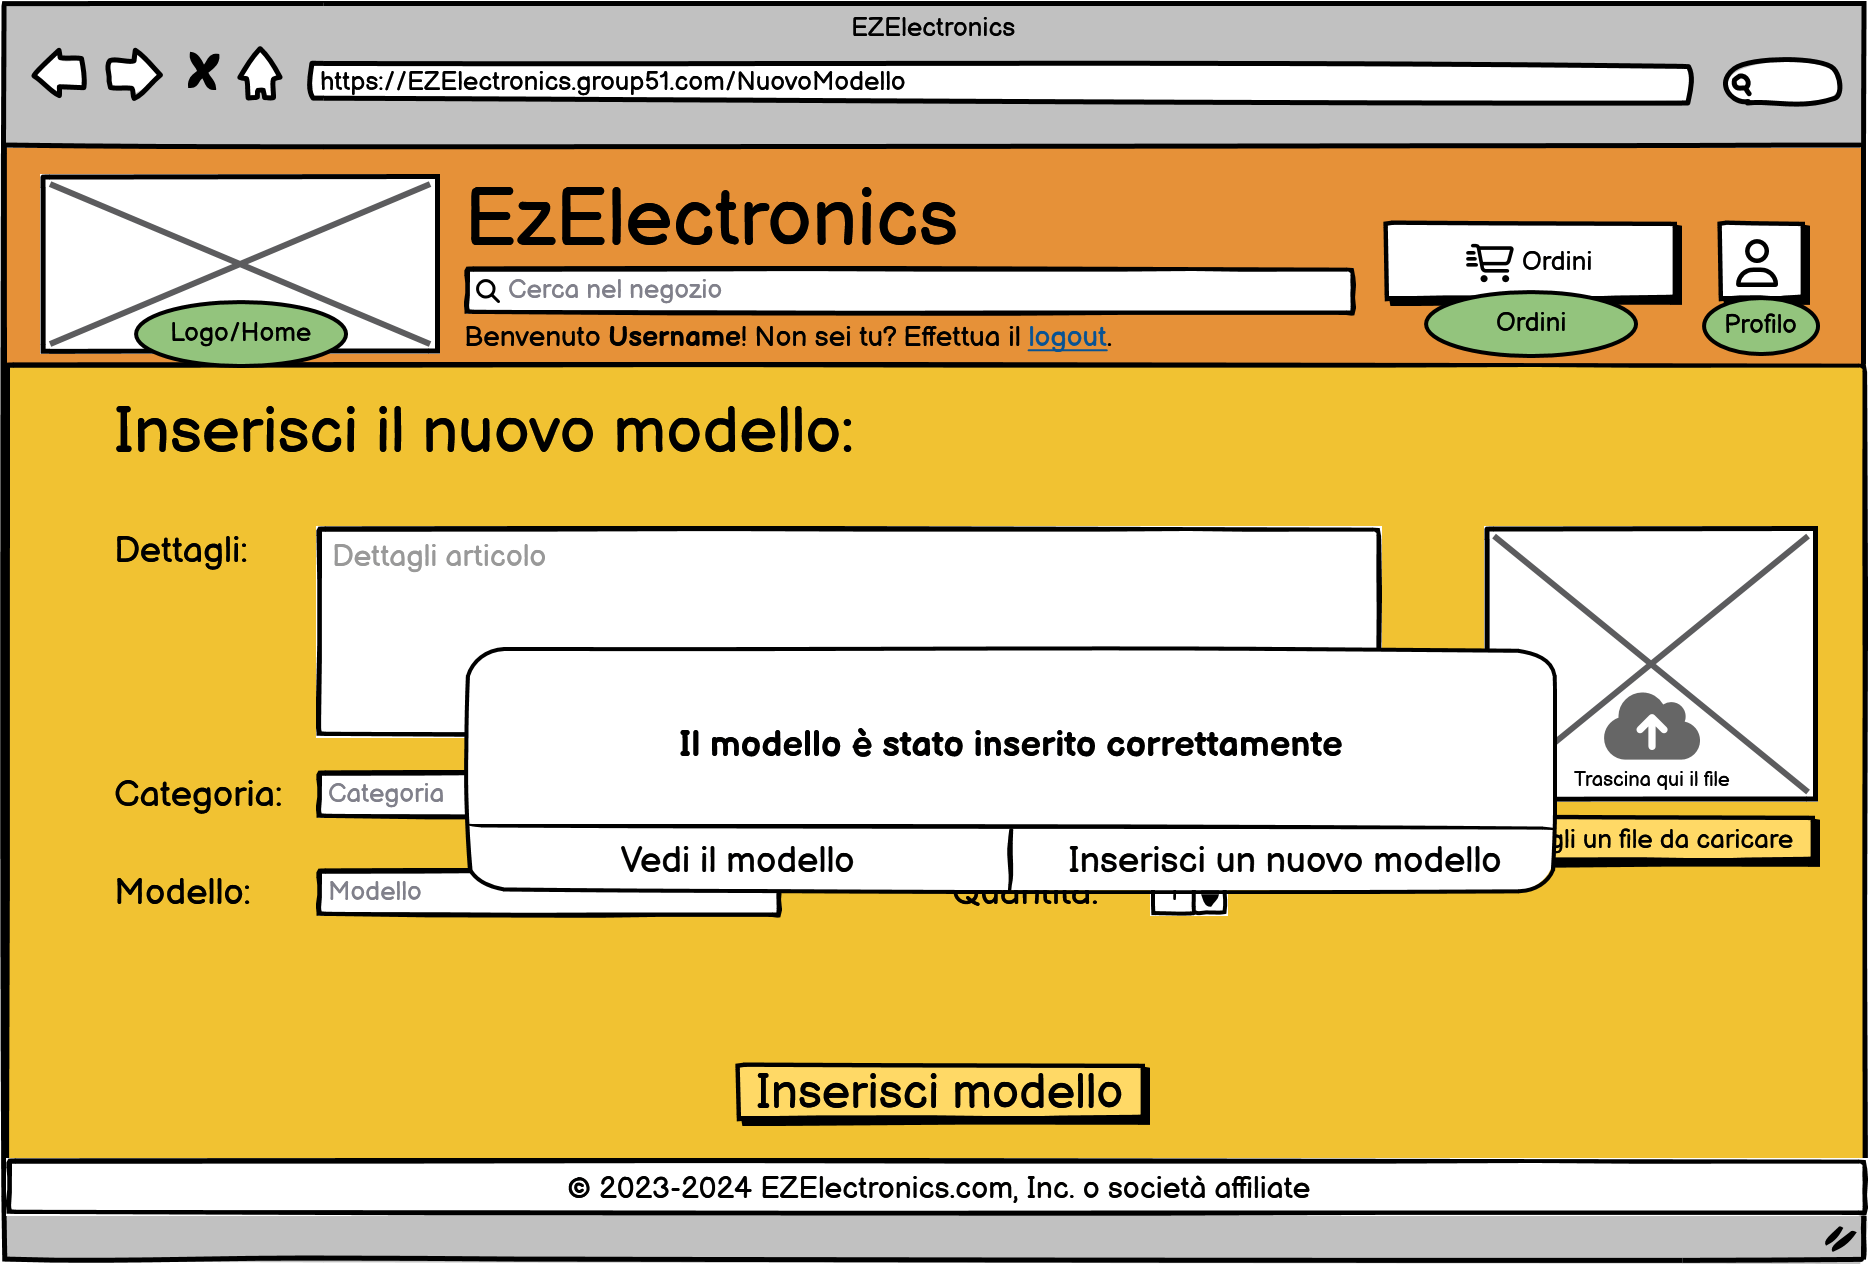 EZElectronics
https://EZElectronics.group51.com/NuovoModello
EzElectronics
Cerca nel negozio
Benvenuto Username! Non sei tu? Effettua il logout.
Logo/Home
Ordini
Ordini
Profilo
Inserisci il nuovo modello:
Dettagli:
Dettagli articolo
Il modello è stato inserito correttamente
Trascina qui il file
Categoria:
Categoria
un file da caricare
Vedi il modello
Inserisci un nuovo modello
Modello:
Modello
Quantità:
Inserisci modello
© 2023-2024 EZElectronics.com, Inc. o società affiliate